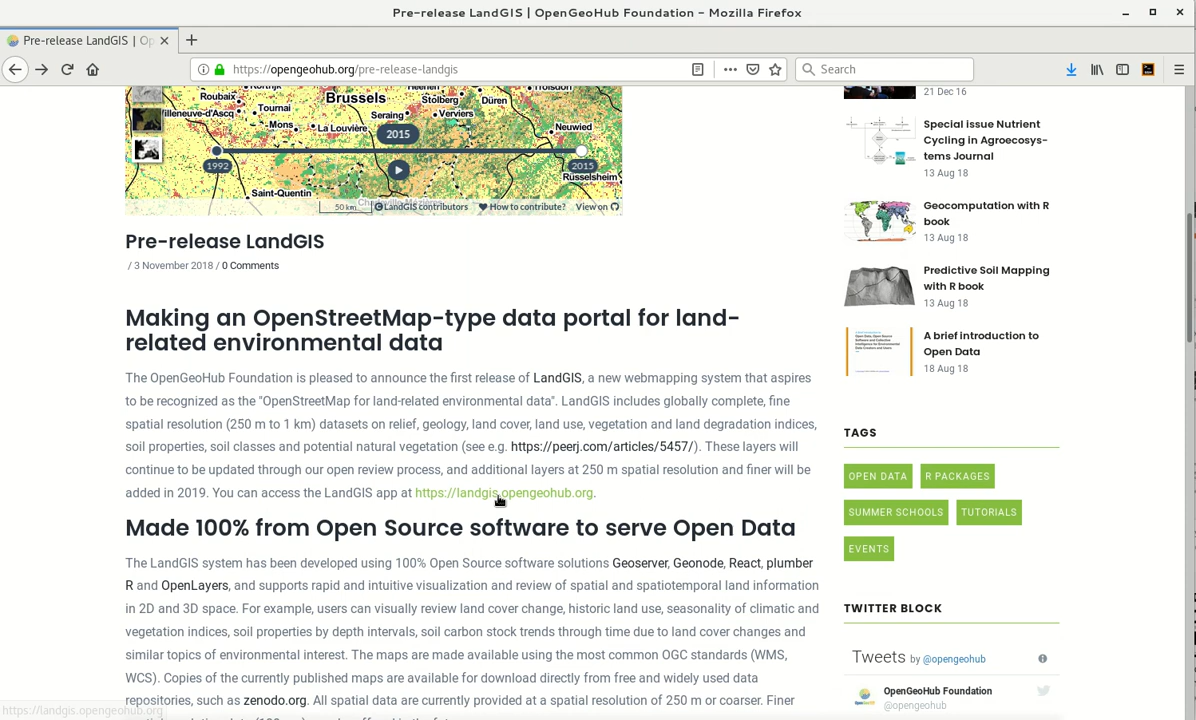 Pre-release LandGIS | OpenGeoHub Foundation - Mozilla Firefox
Pre-release LandGIS | Op
https://opengeohub.org/pre-release-landgis
Search
Roubaix
Tournai
Brussels
Heerlen
Troisdorf
Stolberg
Düren
Villeneuve-d'Ascq
Mons
Seraing
Verviers
La Louvière
Neuwied
2015
1992
2015
Rüsselsheim
Saint-Quentin
Charleville-Mézières
50 km
LandGIS contributors
How to contribute?
View on
Pre-release LandGIS
/ 3 November 2018 / 0 Comments
Making an OpenStreetMap-type data portal for land-
related environmental data
The OpenGeoHub Foundation is pleased to announce the first release of LandGIS, a new webmapping system that aspires
to be recognized as the "OpenStreetMap for land-related environmental data". LandGIS includes globally complete, fine
spatial resolution (250 m to 1 km) datasets on relief, geology, land cover, land use, vegetation and land degradation indices,
soil properties, soil classes and potential natural vegetation (see e.g. https://peerj.com/articles/5457/). These layers will
continue to be updated through our open review process, and additional layers at 250 m spatial resolution and finer will be
added in 2019. You can access the LandGIS app at https://landgis.opengeohub.org.
Made 100% from Open Source software to serve Open Data
The LandGIS system has been developed using 100% Open Source software solutions Geoserver, Geonode, React, plumber
R and OpenLayers, and supports rapid and intuitive visualization and review of spatial and spatiotemporal land information
in 2D and 3D space. For example, users can visually review land cover change, historic land use, seasonality of climatic and
vegetation indices, soil properties by depth intervals, soil carbon stock trends through time due to land cover changes and
similar topics of environmental interest. The maps are made available using the most common OGC standards (WMS,
WCS). Copies of the currently published maps are available for download directly from free and widely used data
repositories, such as zenodo.org. All spatial data are currently provided at a spatial resolution of 250 m or coarser. Finer
https://landgis.opengeohub.org
21 Dec 16
Special issue Nutrient
Cycling in Agroecosys-
tems Journal
13 Aug 18
Geocomputation with R
book
13 Aug 18
Predictive Soil Mapping
with R book
13 Aug 18
A brief introduction to
Open Data
18 Aug 18
TAGS
OPEN DATA
R PACKAGES
SUMMER SCHOOLS
TUTORIALS
EVENTS
TWITTER BLOCK
Tweets by @opengeohub
OpenGeoHub Foundation
@opengeohub